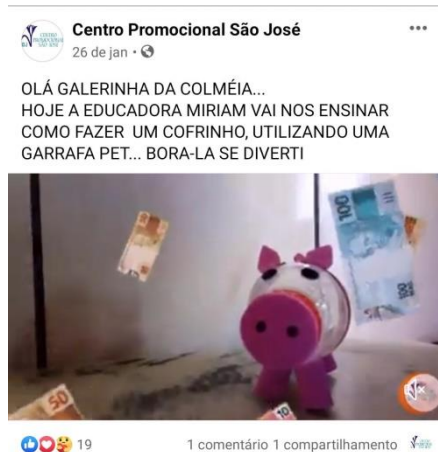 Centro Promocional São José
26 de jan ·
OLÁ GALERINHA DA COLMÉIA...
HOJE A EDUCADORA MIRIAM VAI NOS ENSINAR
COMO FAZER UM COFRINHO, UTILIZANDO UMA
GARRAFA PET... BORA-LA SE DIVERTI
100
100
50
10
19
1 comentário 1 compartilhamento